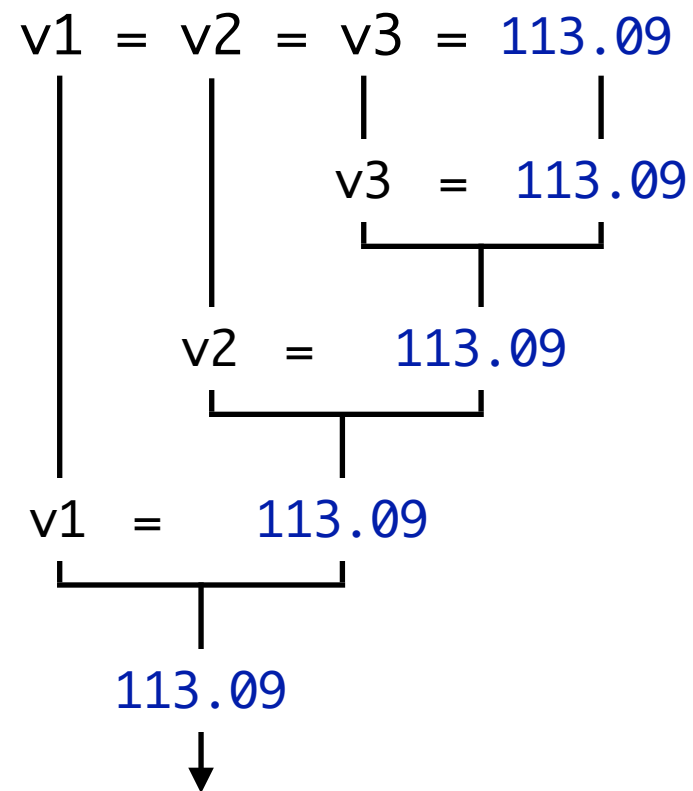 v1 = v2 = v3 = 113.09
v3 = 113.09
v2 = 113.09
v1 = 113.09
113.09